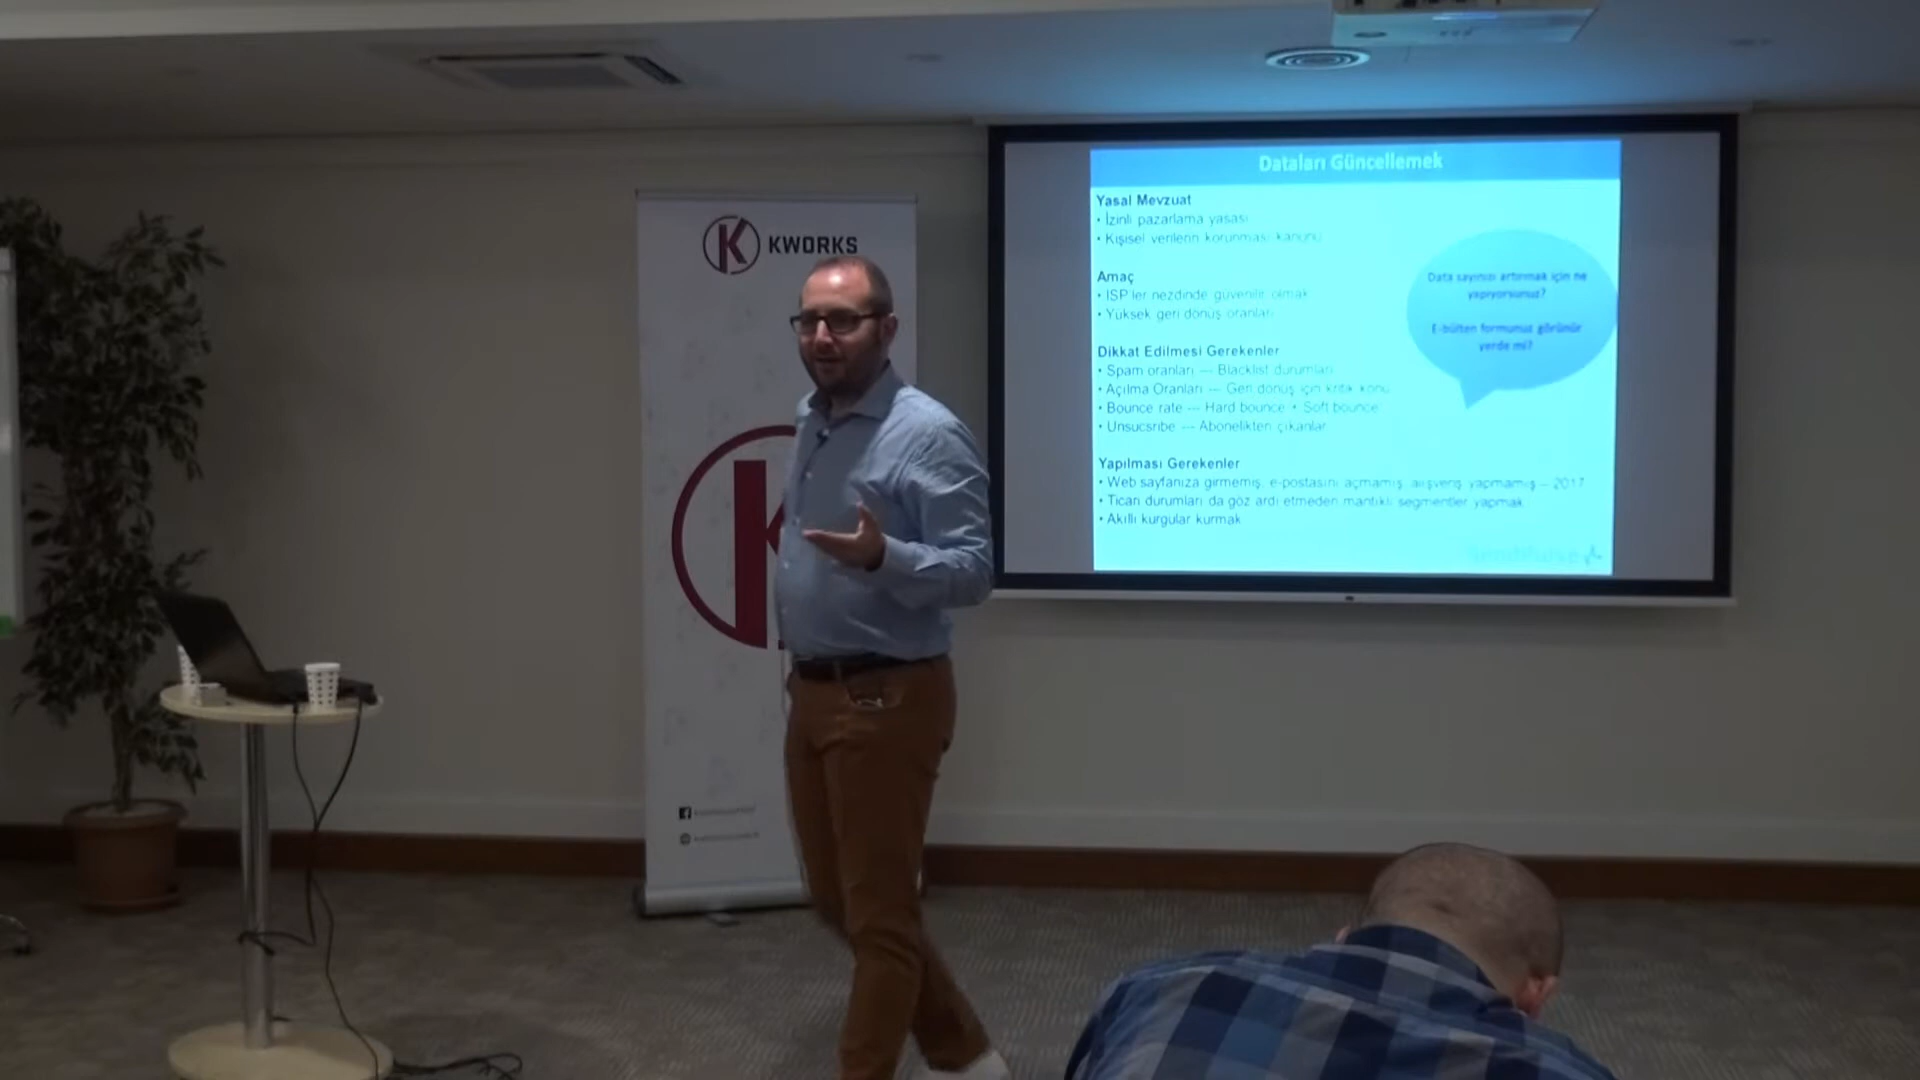 KWORKS
Dataları Güncellemek
Yasal Mevzuat
• İzinli pazarlama yasası
• Kişisel verilerin korunması kanunu
Amaç
• ISP'ler nezdinde güvenilir olmak
• Yüksek geri dönüş oranları
Dikkat Edilmesi Gerekenler
• Spam oranları --- Blacklist durumları
• Açılma Oranları --- Geri dönüş için kritik konu
• Bounce rate --- Hard bounce • Soft bounce
• Unsucsribe --- Abonelikten çıkanlar
Yapılması Gerekenler
• Web sayfanıza girmemiş, e-postasını açmamış, alışveriş yapmamış – 2017
• Ticari durumları da göz ardı etmeden mantıklı segmentler yapmak
• Akıllı kurgular kurmak
Data sayınızı artırmak için ne
yapıyorsunuz?
E-bülten formunuz görünür
yerde mi?
SendPulse